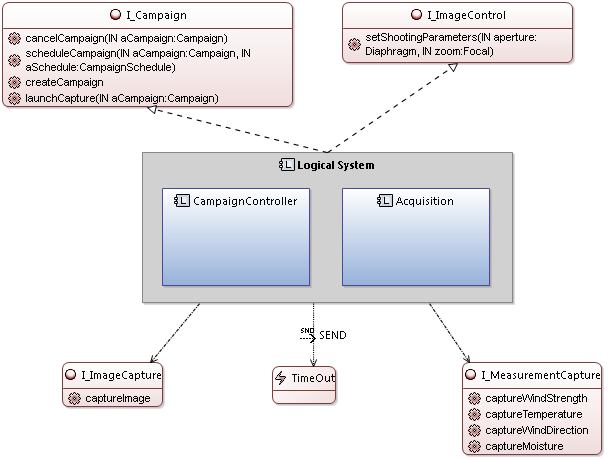 I_Campaign
cancelCampaign(IN aCampaign:Campaign)
scheduleCampaign(IN aCampaign:Campaign, IN
aSchedule:CampaignSchedule)
createCampaign
launchCapture(IN aCampaign:Campaign)
I_ImageControl
setShootingParameters(IN aperture:
Diaphragm, IN zoom:Focal)
L Logical System
L CampaignController
L Acquisition
SND SEND
I_ImageCapture
captureImage
TimeOut
I_MeasurementCapture
captureWindStrength
captureTemperature
captureWindDirection
captureMoisture